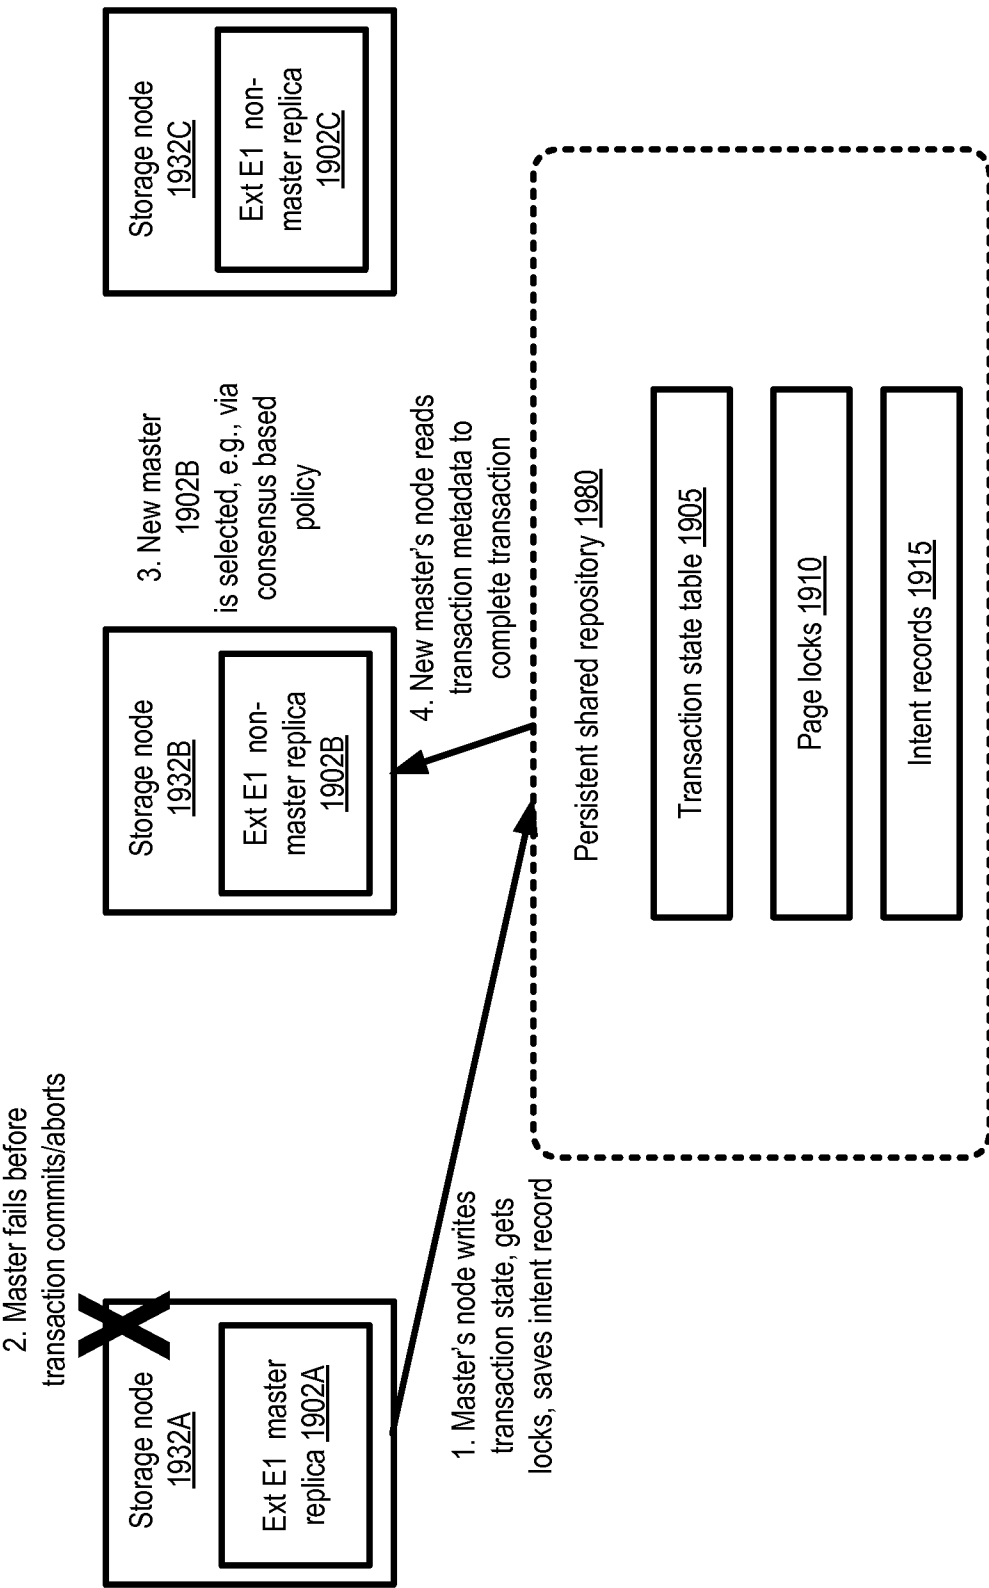 2. Master fails before
transaction commits/aborts
Storage node
1932A
Ext E1 master
replica 1902A
1. Master's node writes
transaction state, gets
locks, saves intent record
Storage node
1932B
Ext E1 non-
master replica
1902B
3. New master
1902B
is selected, e.g., via
consensus based
policy
4. New master's node reads
transaction metadata to
complete transaction
Storage node
1932C
Ext E1 non-
master replica
1902C
Persistent shared repository 1980
Transaction state table 1905
Page locks 1910
Intent records 1915